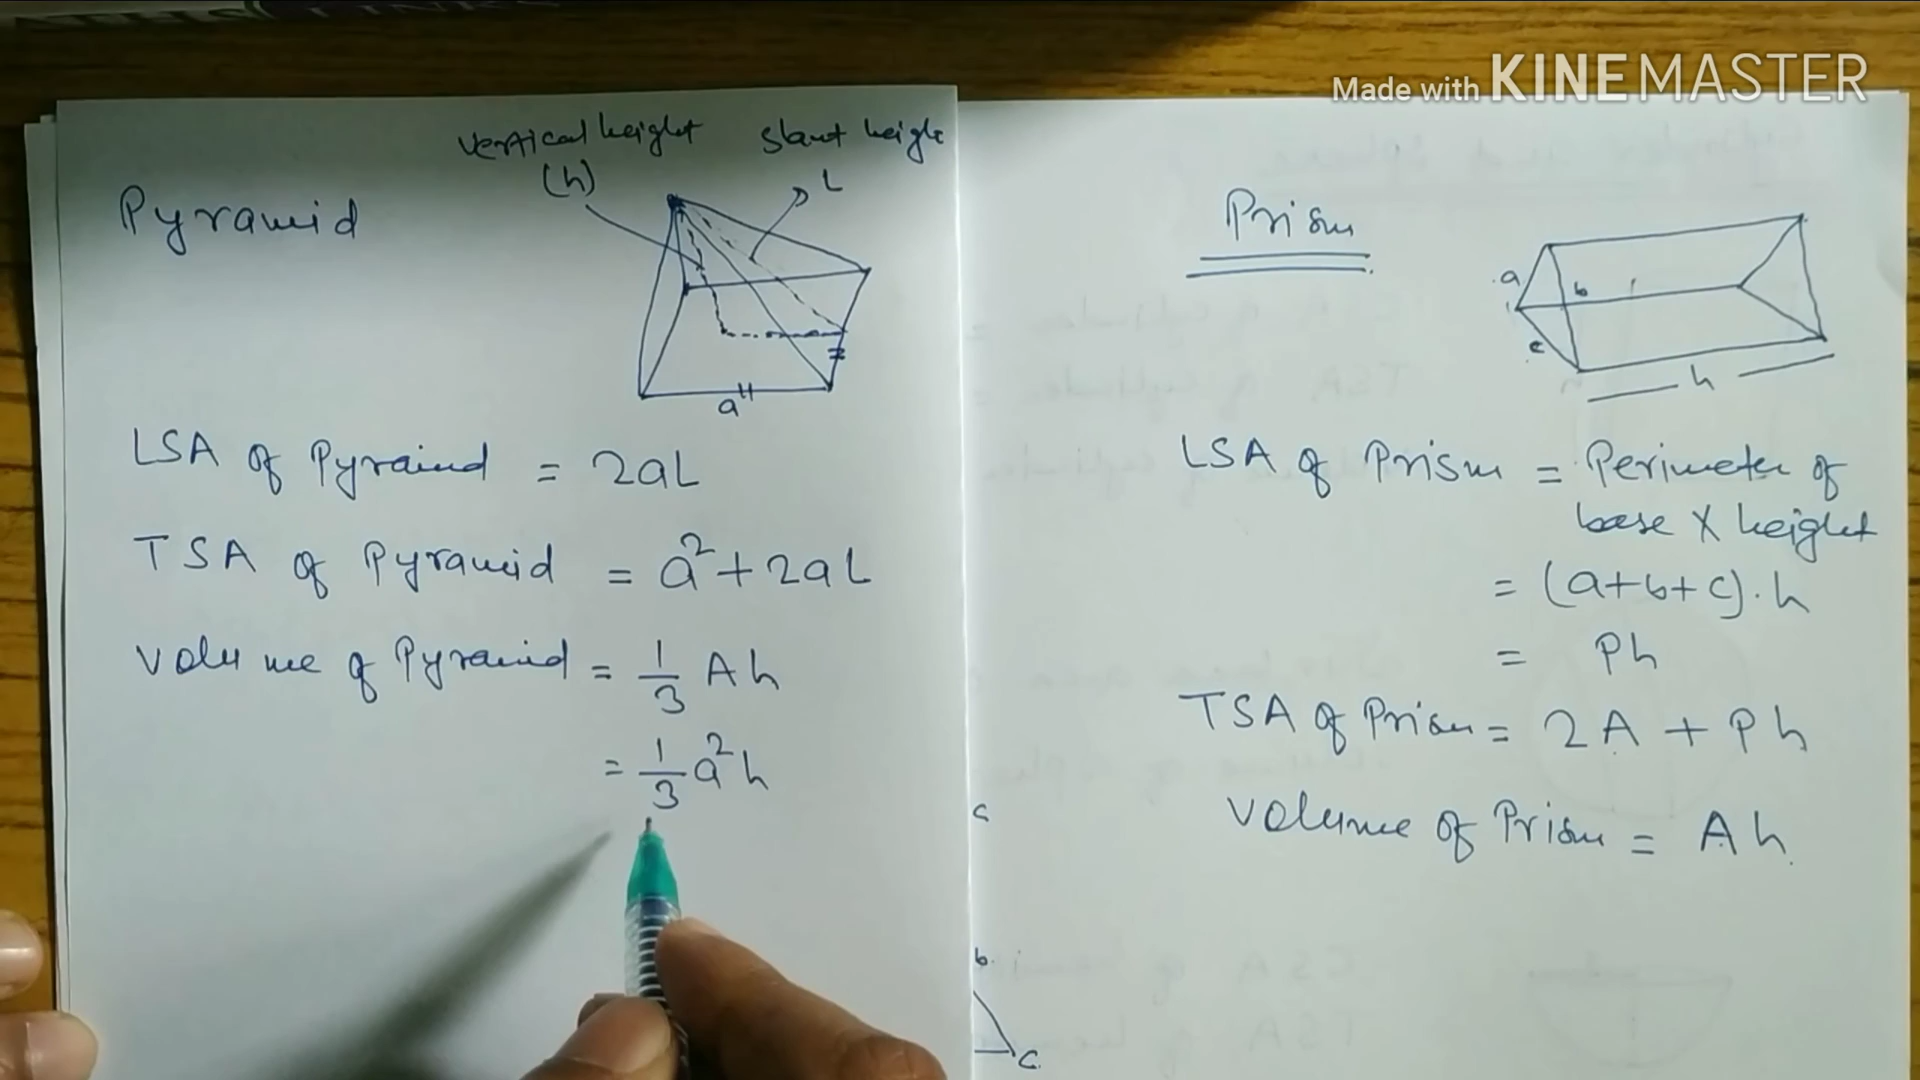 Made with KINEMASTER
vertical height
(h)
slant height
L
Pyramid
a
LSA of Pyraimd = 2aL
TSA of Pyramid = a²+2aL
Volume of Pyramid = 1/3 Ah
= 1/3 a²h
Prism
a
b
c
h
LSA of Prism = Perimeter of
base X height
= (a+b+c).h
= Ph
TSA of Prism = 2A + Ph
Volume of Prism = Ah
c
b
c